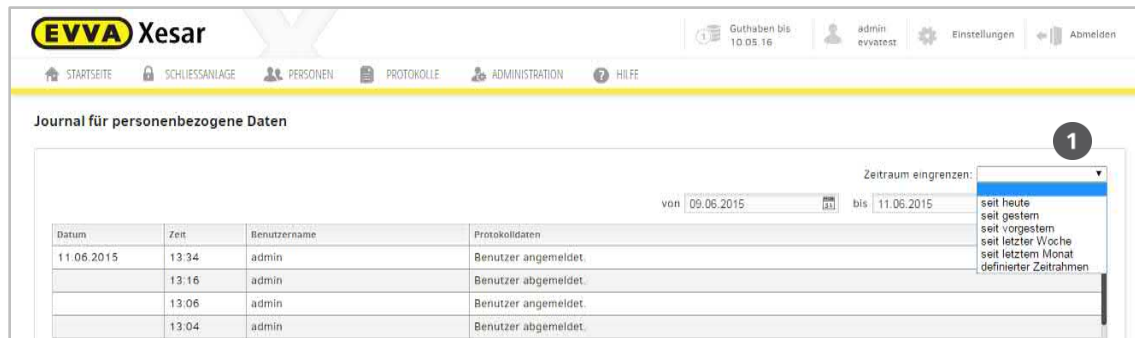 EVVA Xesar
Guthaben bis
10.05.16
admin
evvatest
Einstellungen
Abmelden
STARTSEITE SCHLIESSANLAGE PERSONEN PROTOKOLLE ADMINISTRATION HILFE
Journal für personenbezogene Daten
1
Zeitraum eingrenzen:
von 09.06.2015 bis 11.06.2015
seit heute
seit gestern
seit vorgestern
seit letzter Woche
seit letztem Monat
definierter Zeitrahmen
Datum Zeit Benutzername Protokolldaten
11.06.2015 13:34 admin Benutzer angemeldet.
13:16 admin Benutzer abgemeldet.
13:06 admin Benutzer angemeldet.
13:04 admin Benutzer abgemeldet.